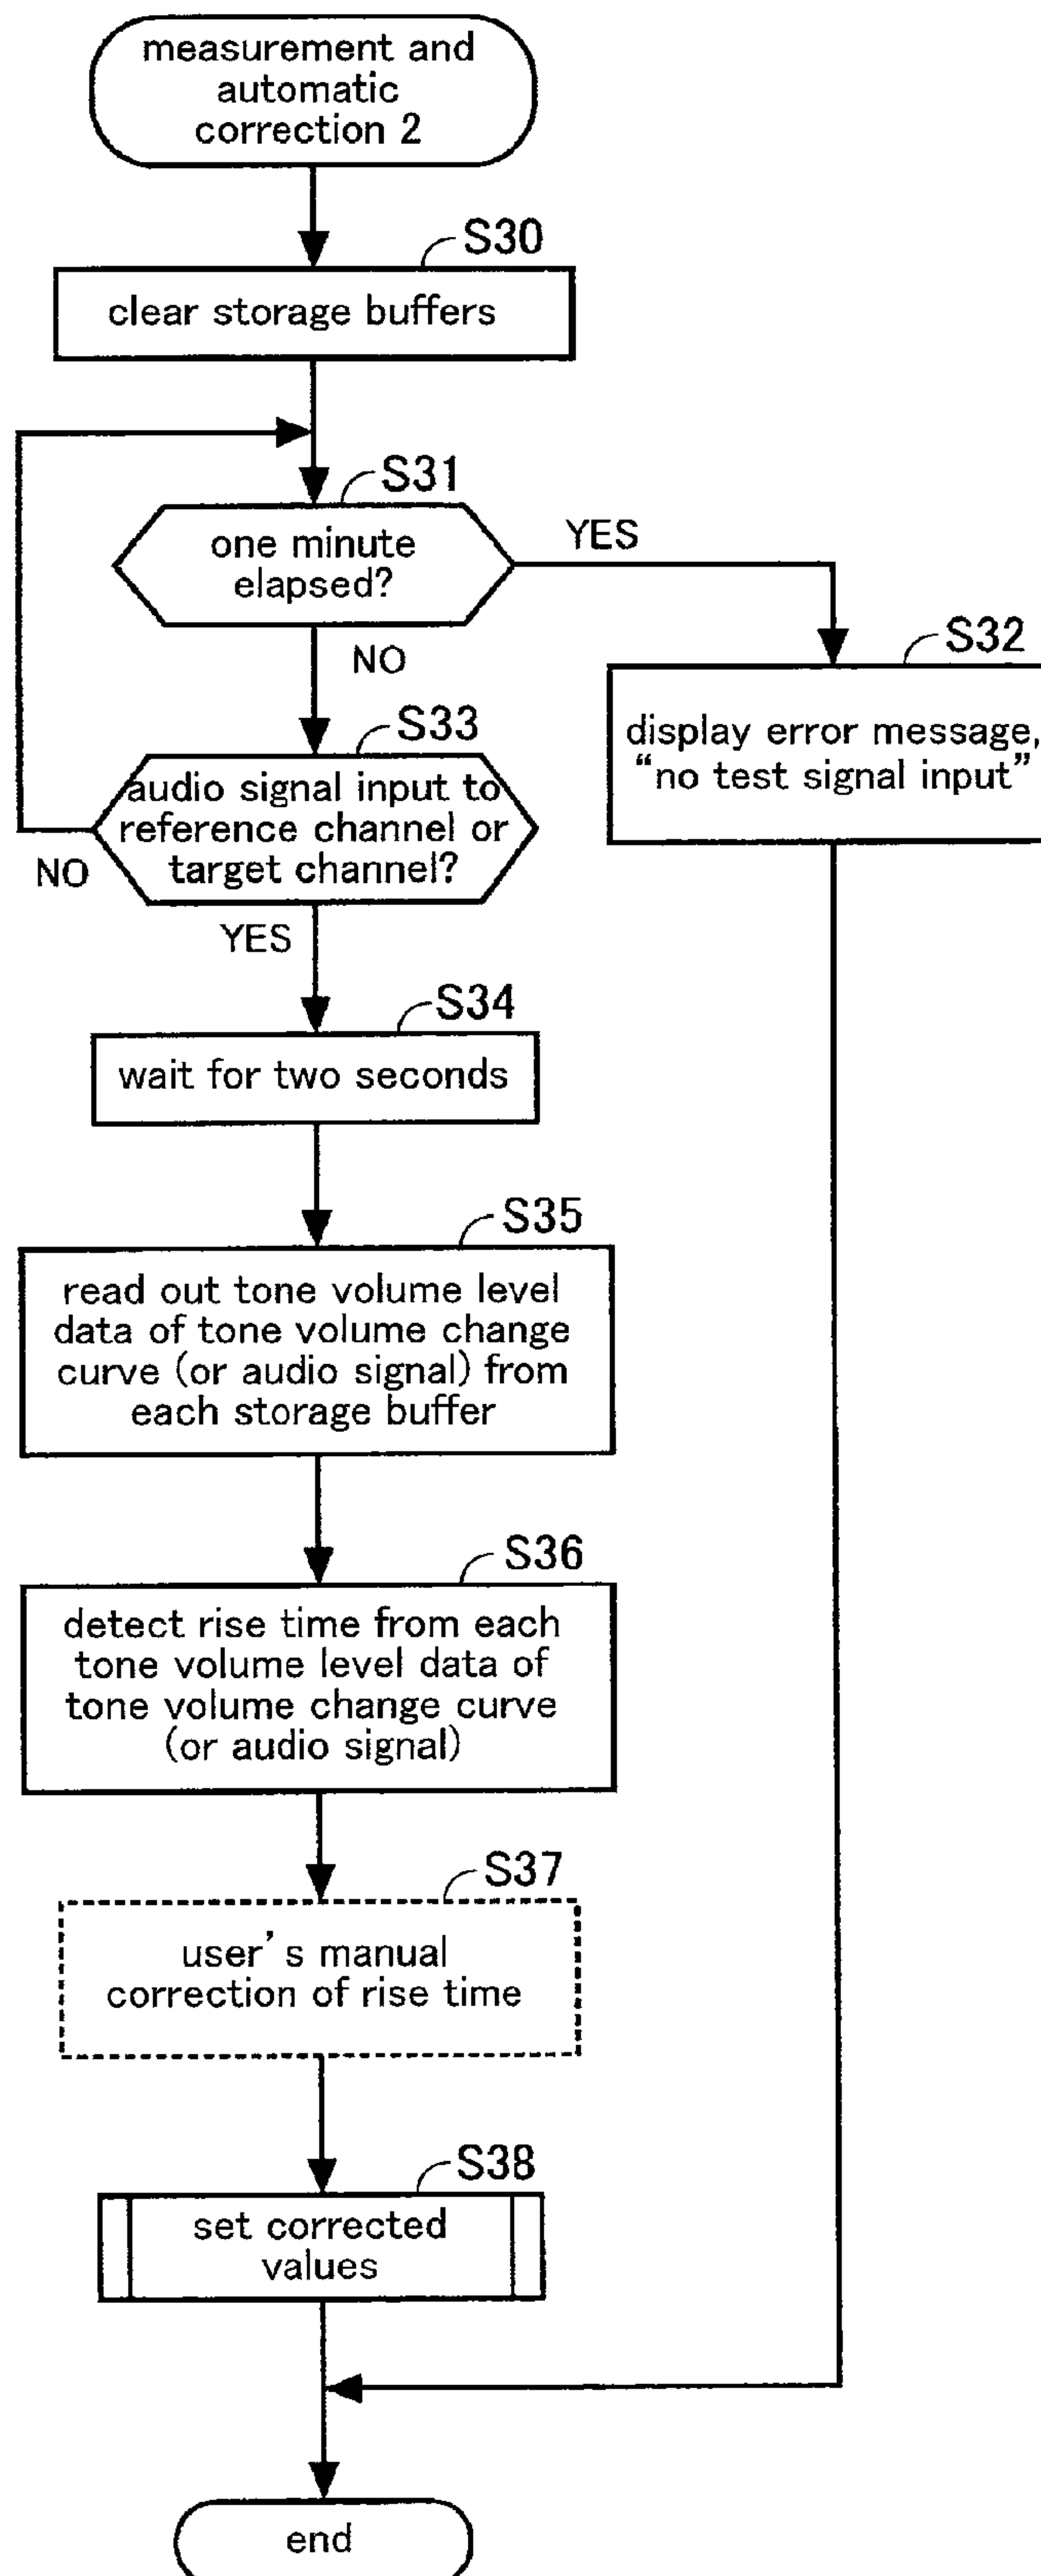 measurement and
automatic
correction 2
S30
clear storage buffers
S31
one minute
elapsed?
YES
NO
S32
display error message,
“no test signal input”
S33
audio signal input to
reference channel or
target channel?
NO
YES
S34
wait for two seconds
S35
read out tone volume level
data of tone volume change
curve (or audio signal) from
each storage buffer
S36
detect rise time from each
tone volume level data of
tone volume change curve
(or audio signal)
S37
user's manual
correction of rise time
S38
set corrected
values
end